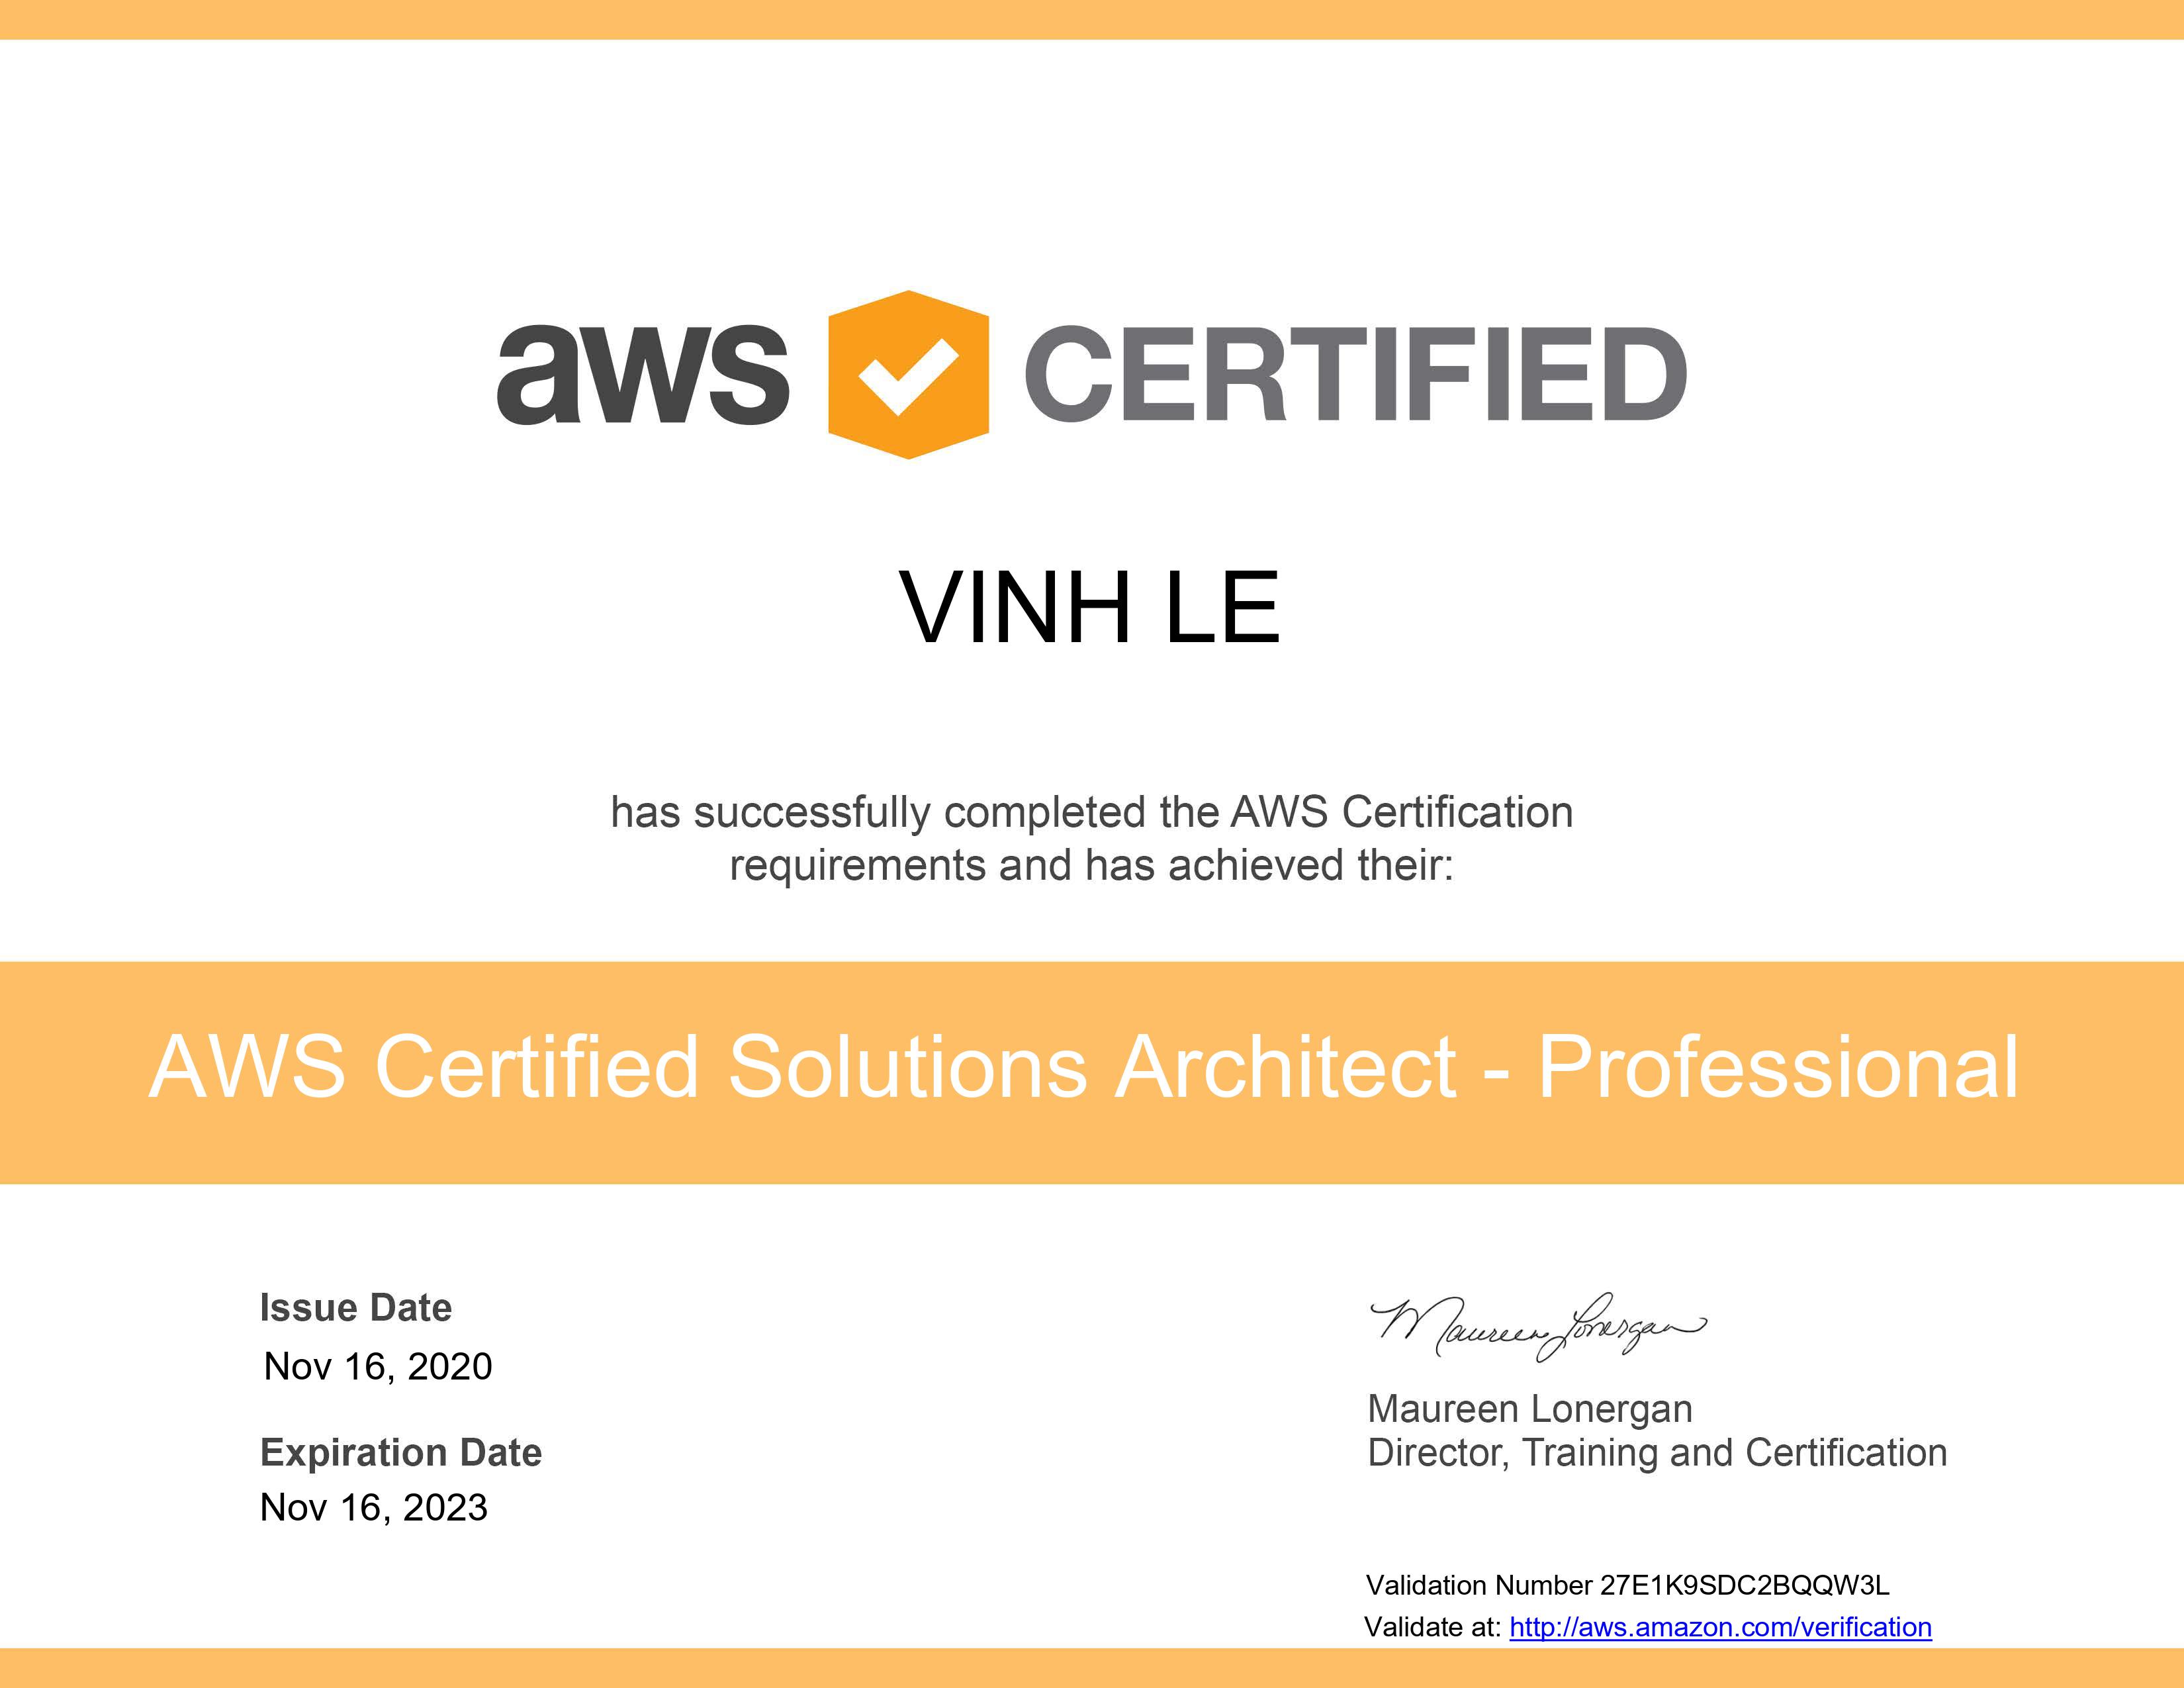 aws CERTIFIED
VINH LE
has successfully completed the AWS Certification
requirements and has achieved their:
AWS Certified Solutions Architect - Professional
Issue Date
Nov 16, 2020
Expiration Date
Nov 16, 2023
Maureen Lonergan
Maureen Lonergan
Director, Training and Certification
Validation Number 27E1K9SDC2BQQW3L
Validate at: http://aws.amazon.com/verification